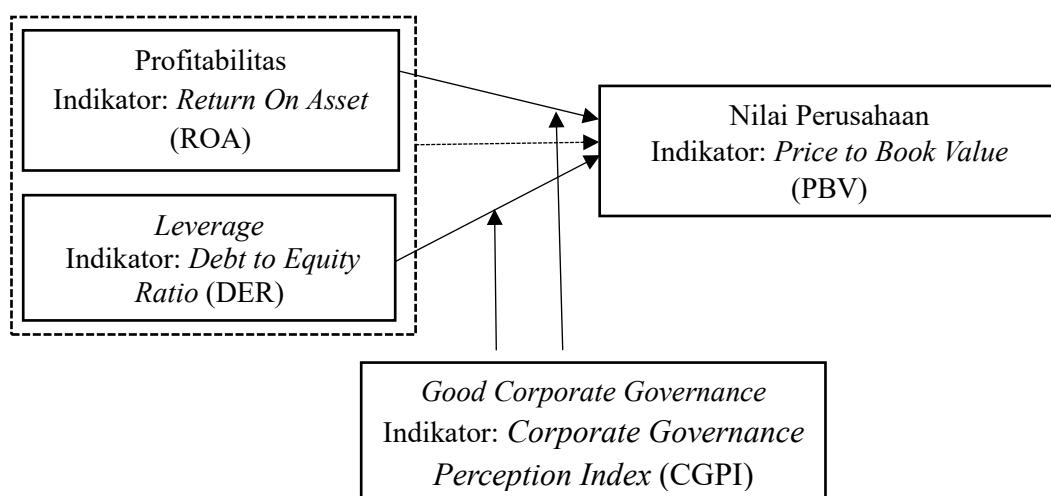 Profitabilitas
Indikator: Return On Asset
(ROA)
Nilai Perusahaan
Indikator: Price to Book Value
(PBV)
Leverage
Indikator: Debt to Equity
Ratio (DER)
Good Corporate Governance
Indikator: Corporate Governance
Perception Index (CGPI)